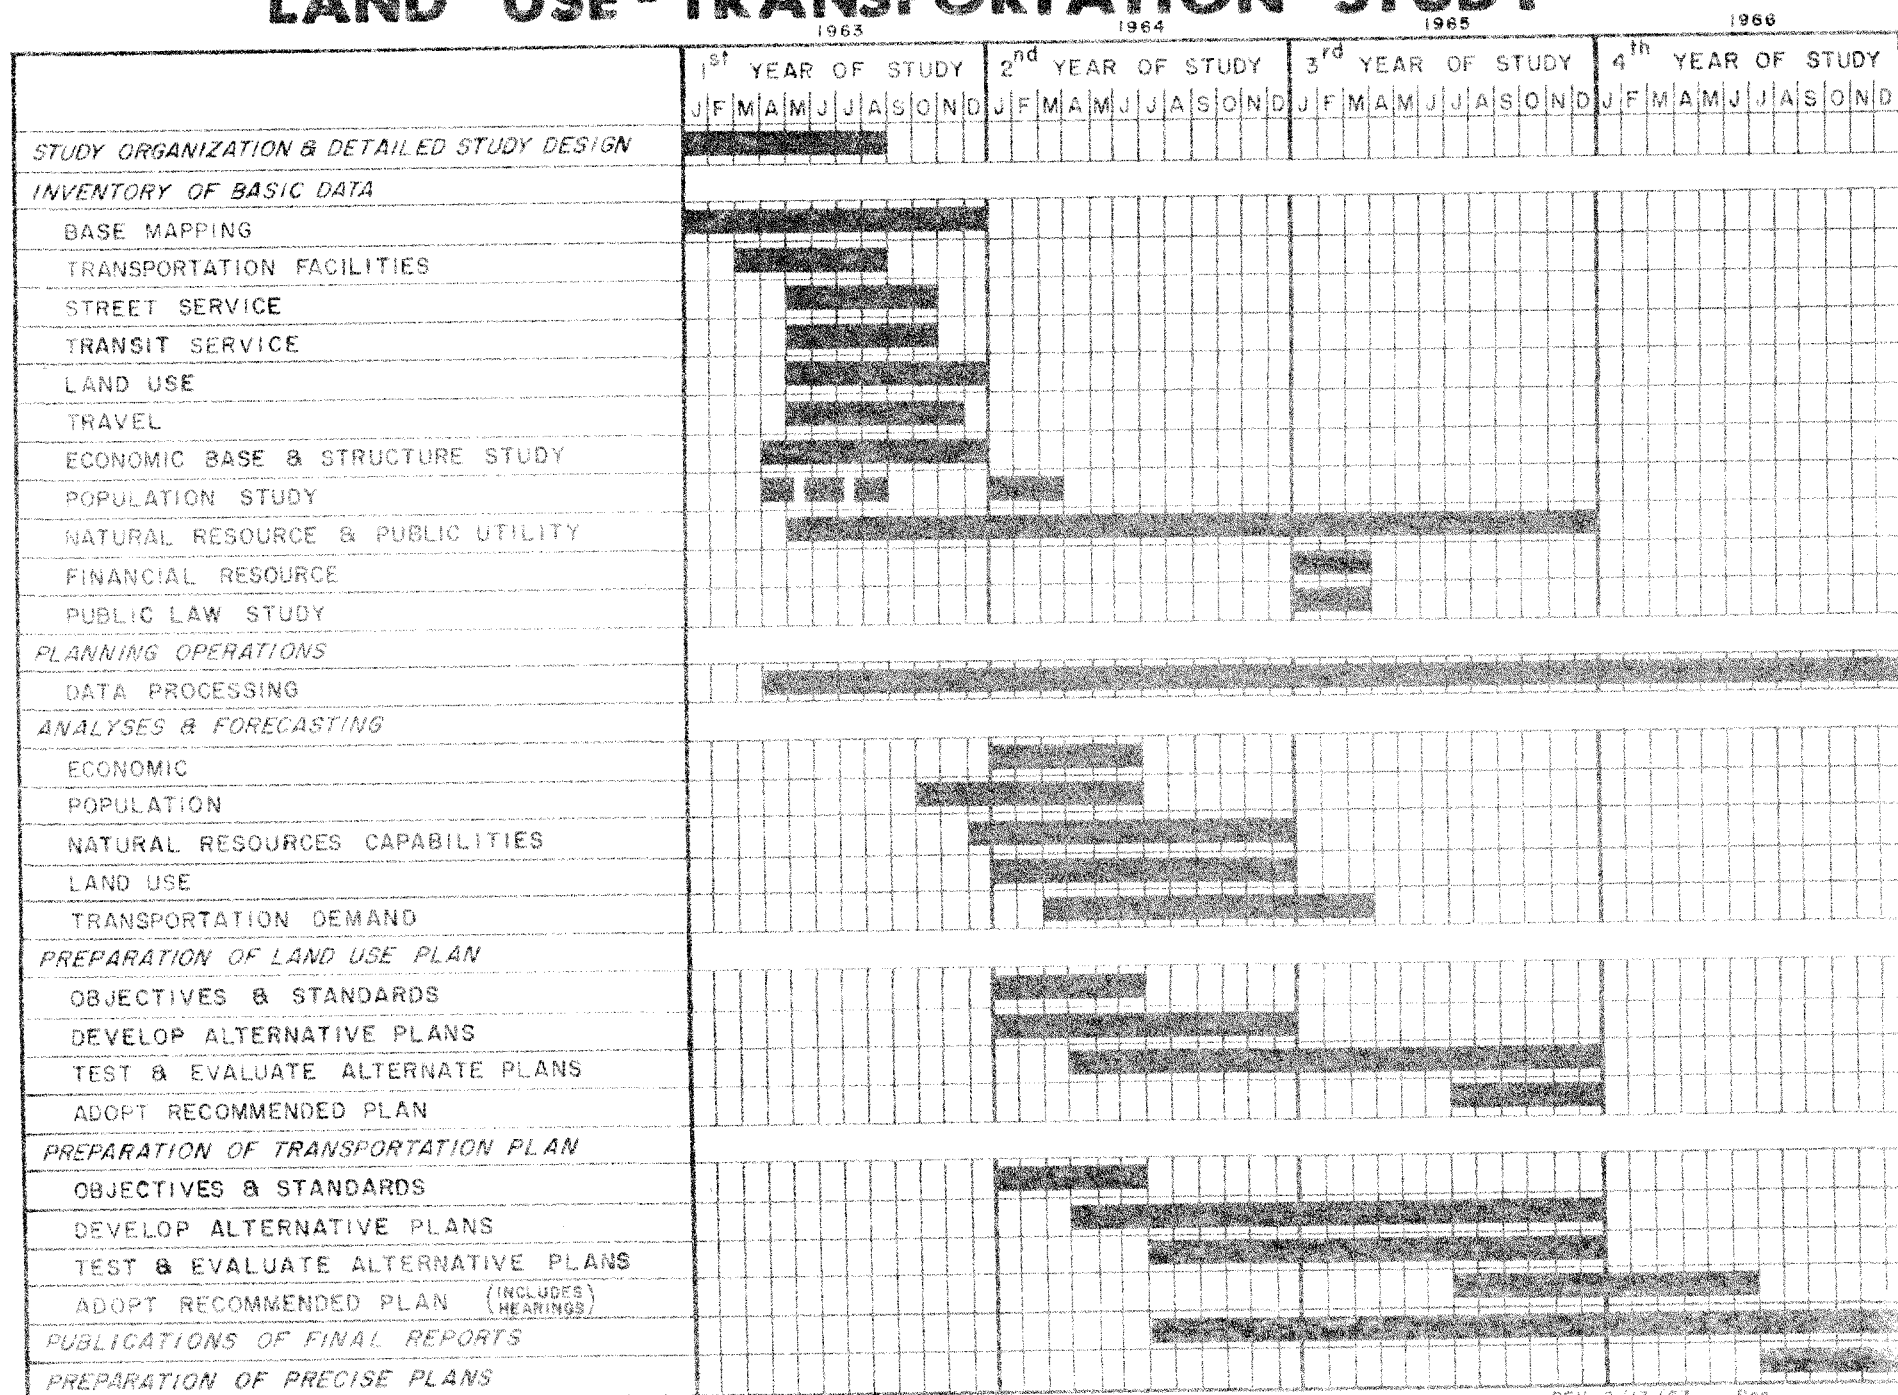 LAND USE - TRANSPORTATION STUDY
1963 1964 1965 1966
1st YEAR OF STUDY 2nd YEAR OF STUDY 3rd YEAR OF STUDY 4th YEAR OF STUDY
J F M A M J J A S O N D J F M A M J J A S O N D J F M A M J J A S O N D J F M A M J J A S O N D
STUDY ORGANIZATION & DETAILED STUDY DESIGN
INVENTORY OF BASIC DATA
BASE MAPPING
TRANSPORTATION FACILITIES
STREET SERVICE
TRANSIT SERVICE
LAND USE
TRAVEL
ECONOMIC BASE & STRUCTURE STUDY
POPULATION STUDY
NATURAL RESOURCE & PUBLIC UTILITY
FINANCIAL RESOURCE
PUBLIC LAW STUDY
PLANNING OPERATIONS
DATA PROCESSING
ANALYSES & FORECASTING
ECONOMIC
POPULATION
NATURAL RESOURCES CAPABILITIES
LAND USE
TRANSPORTATION DEMAND
PREPARATION OF LAND USE PLAN
OBJECTIVES & STANDARDS
DEVELOP ALTERNATIVE PLANS
TEST & EVALUATE ALTERNATE PLANS
ADOPT RECOMMENDED PLAN
PREPARATION OF TRANSPORTATION PLAN
OBJECTIVES & STANDARDS
DEVELOP ALTERNATIVE PLANS
TEST & EVALUATE ALTERNATIVE PLANS
ADOPT RECOMMENDED PLAN (INCLUDES HEARINGS)
PUBLICATIONS OF FINAL REPORTS
PREPARATION OF PRECISE PLANS